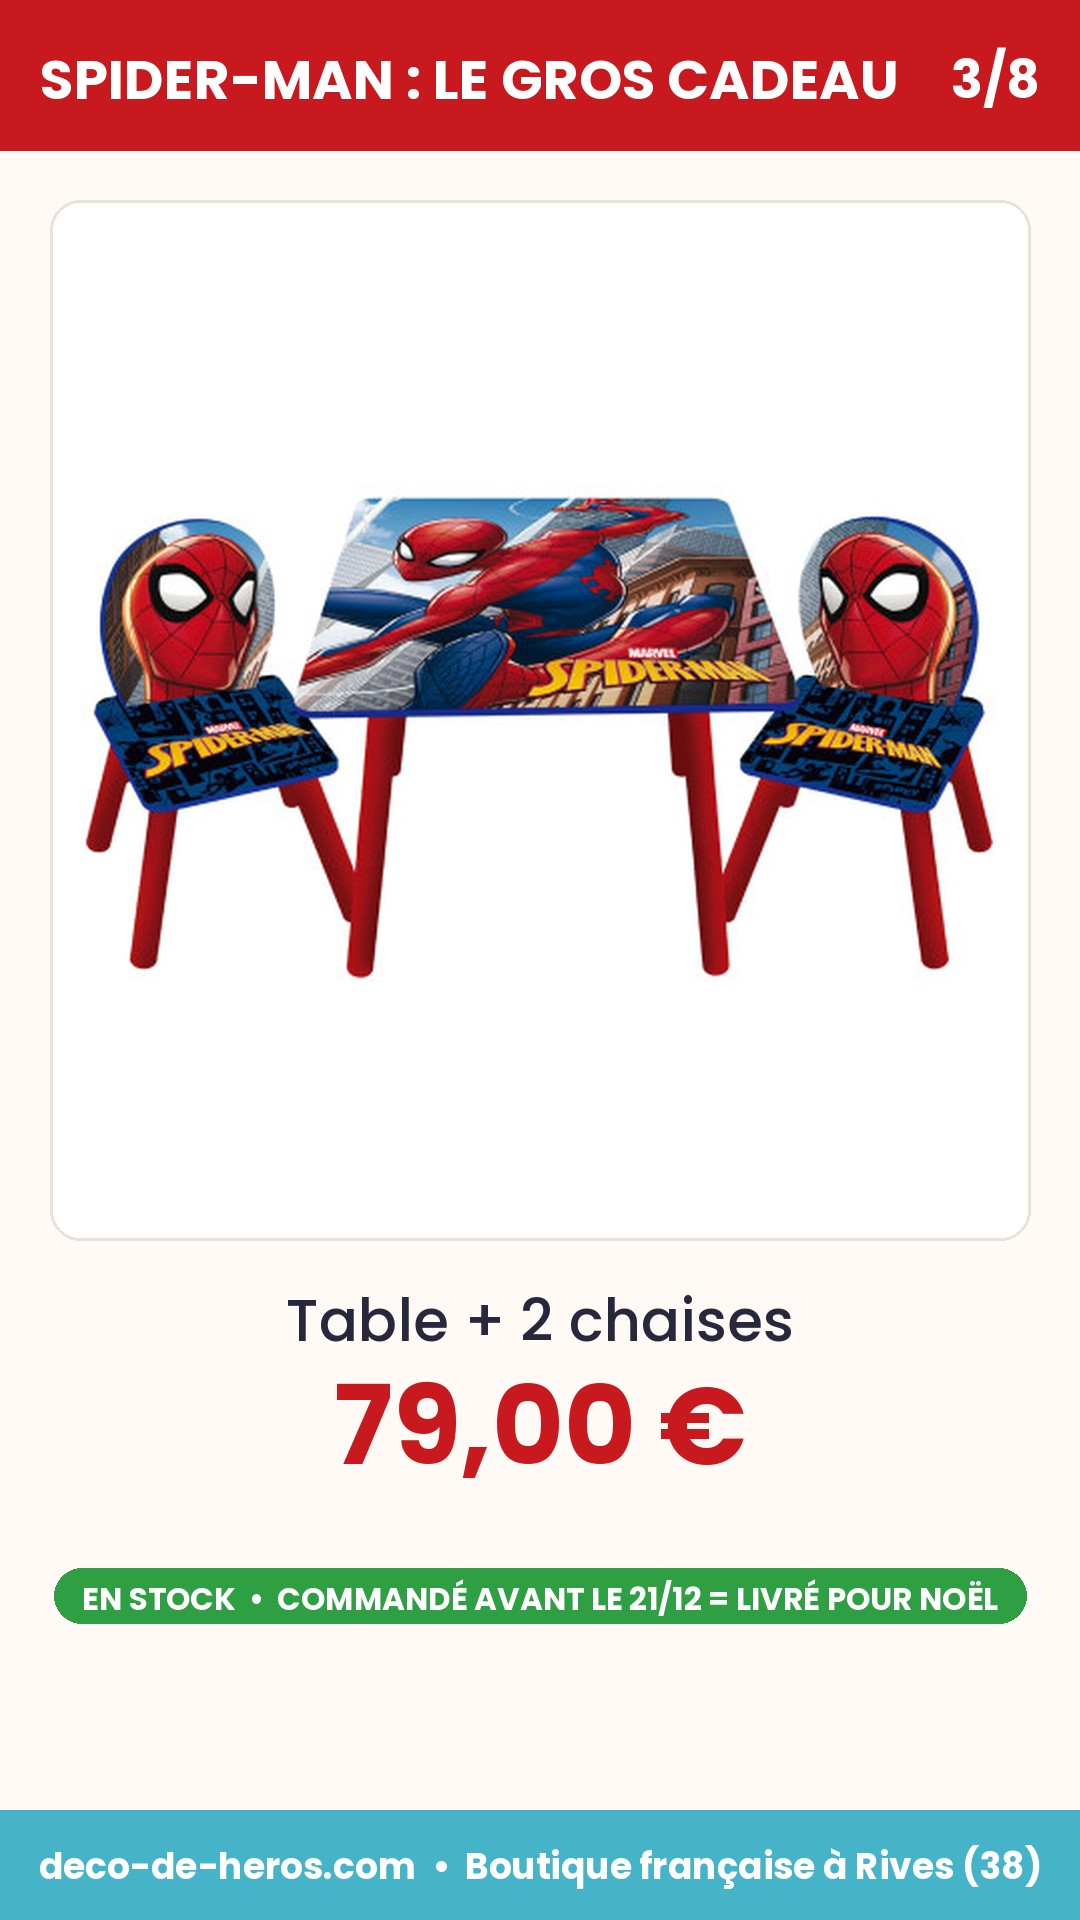 SPIDER-MAN : LE GROS CADEAU 3/8
MARVEL
SPIDER-MAN
MARVEL
SPIDER-MAN
MARVEL
SPIDER-MAN
Table + 2 chaises
79,00 €
EN STOCK • COMMANDÉ AVANT LE 21/12 = LIVRÉ POUR NOËL
deco-de-heros.com • Boutique française à Rives (38)